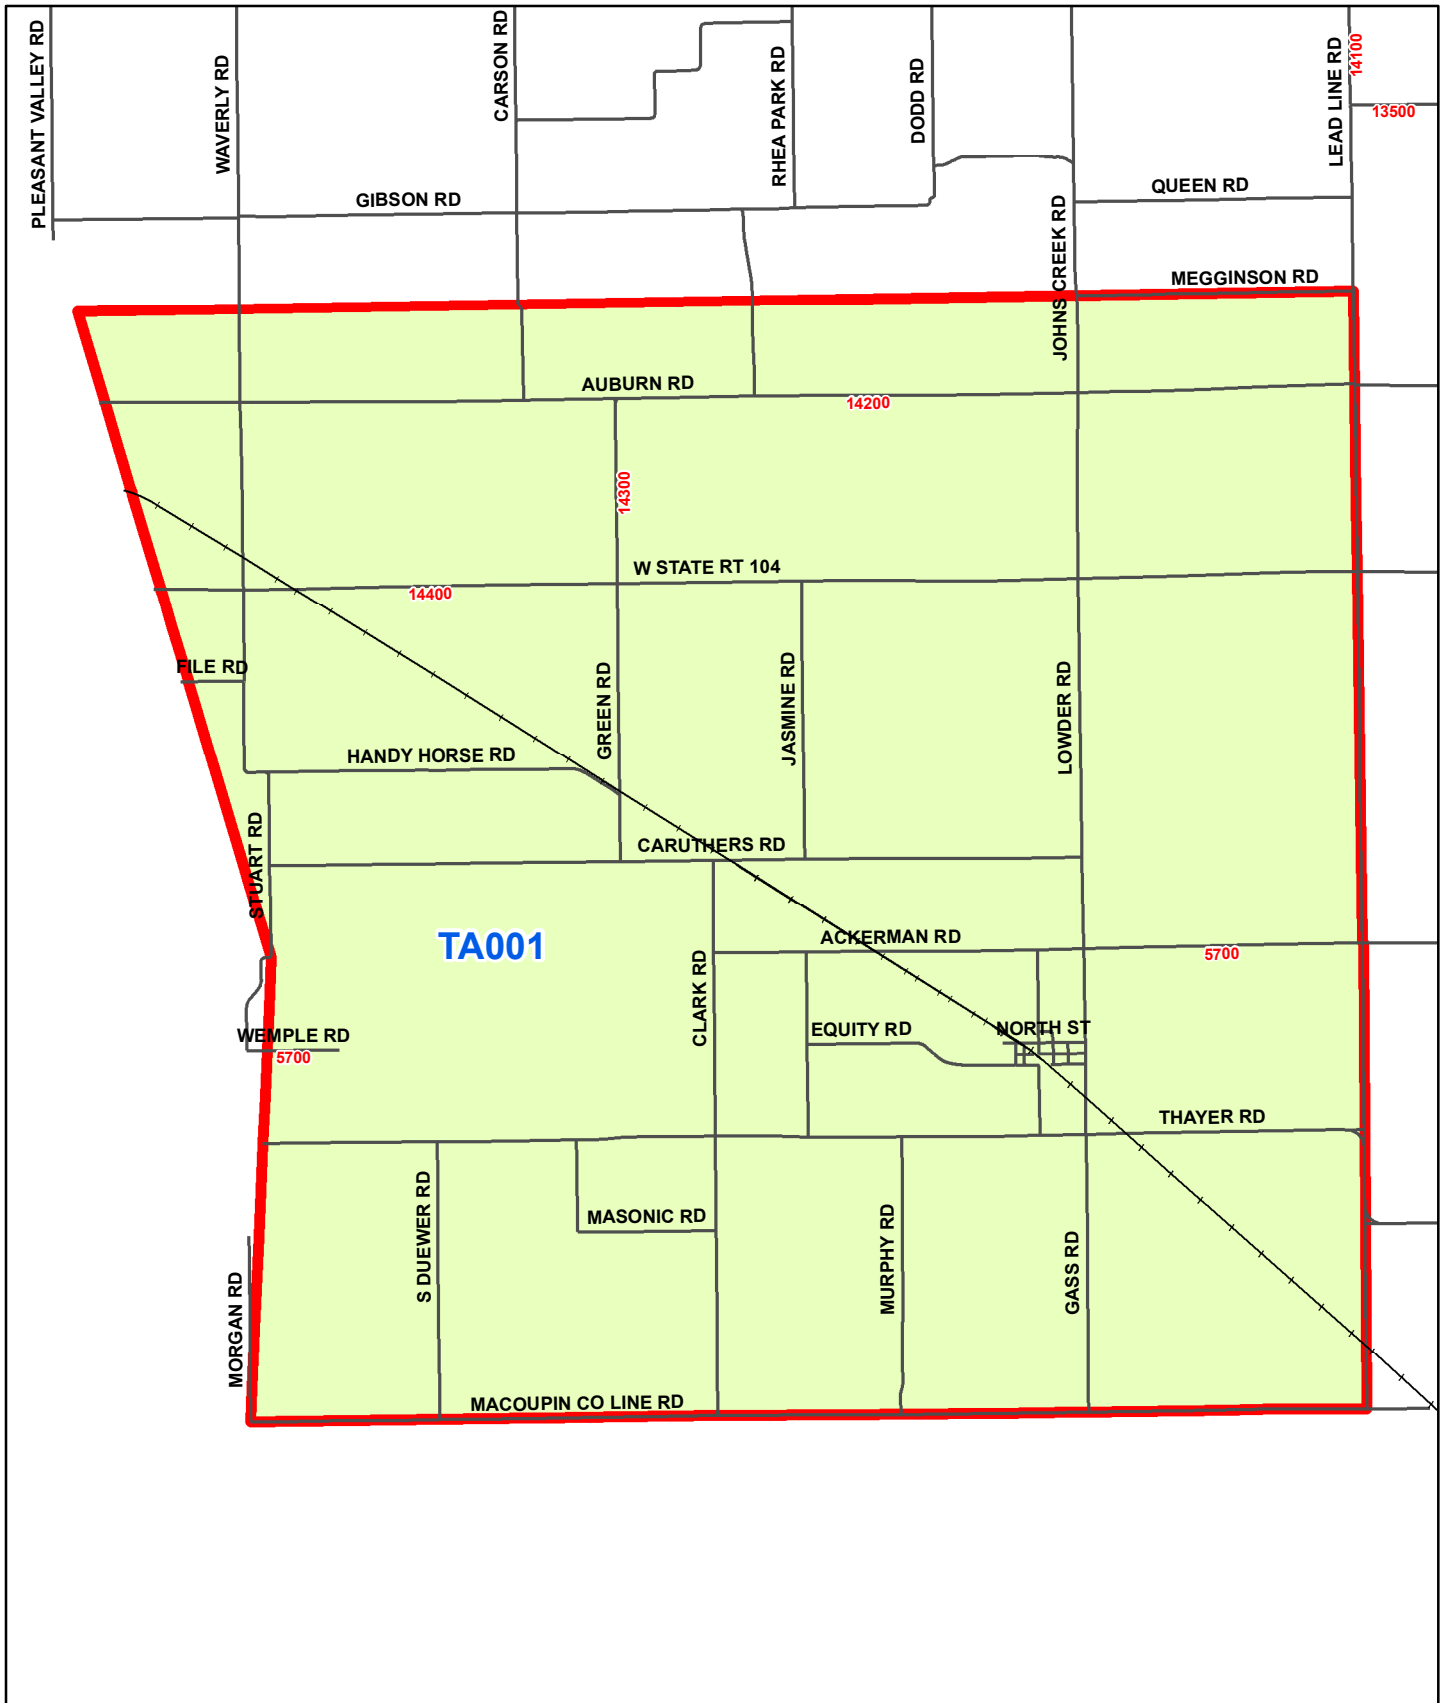 PLEASANT VALLEY RD
WAVERLY RD
CARSON RD
RHEA PARK RD
DODD RD
LEAD LINE RD
14100
13500
GIBSON RD
QUEEN RD
JOHNS CREEK RD
MEGGINSON RD
AUBURN RD
14200
14300
W STATE RT 104
14400
FILE RD
GREEN RD
JASMINE RD
LOWDER RD
HANDY HORSE RD
STUART RD
CARUTHERS RD
TA001
ACKERMAN RD
5700
CLARK RD
WEMPLE RD
5700
EQUITY RD
NORTH ST
THAYER RD
S DUEWER RD
MASONIC RD
MURPHY RD
GASS RD
MORGAN RD
MACOUPIN CO LINE RD